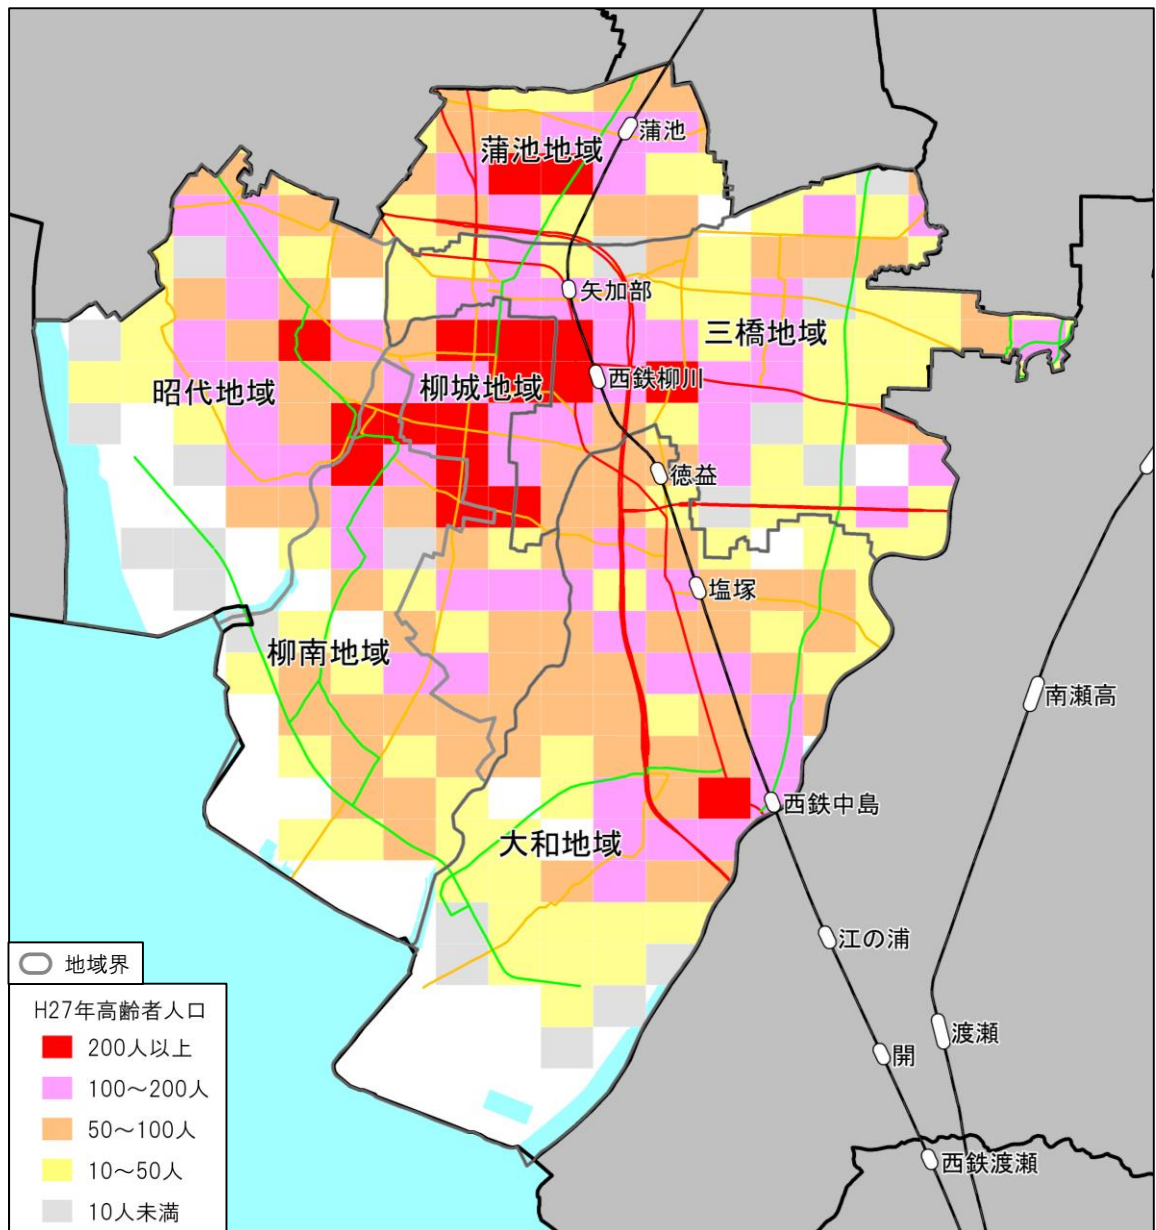 蒲池
蒲池地域
矢加部
三橋地域
西鉄柳川
柳城地域
昭代地域
徳益
塩塚
柳南地域
南瀬高
西鉄中島
大和地域
江の浦
渡瀬
開
西鉄渡瀬
地域界
H27年高齢者人口
200人以上
100～200人
50～100人
10～50人
10人未満